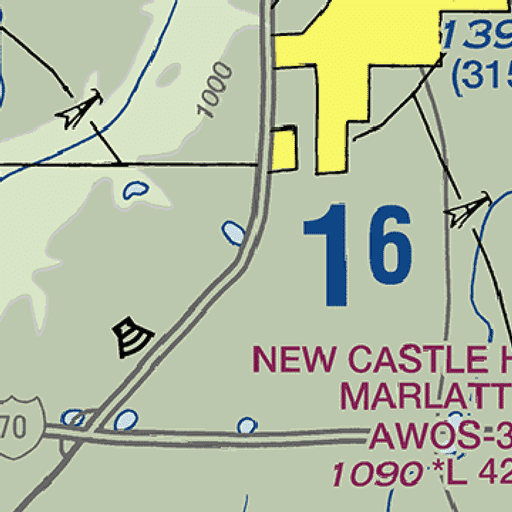 139
(315
1000
16
NEW CASTLE H
MARLATT
70
AWOS-3
1090 *L 42